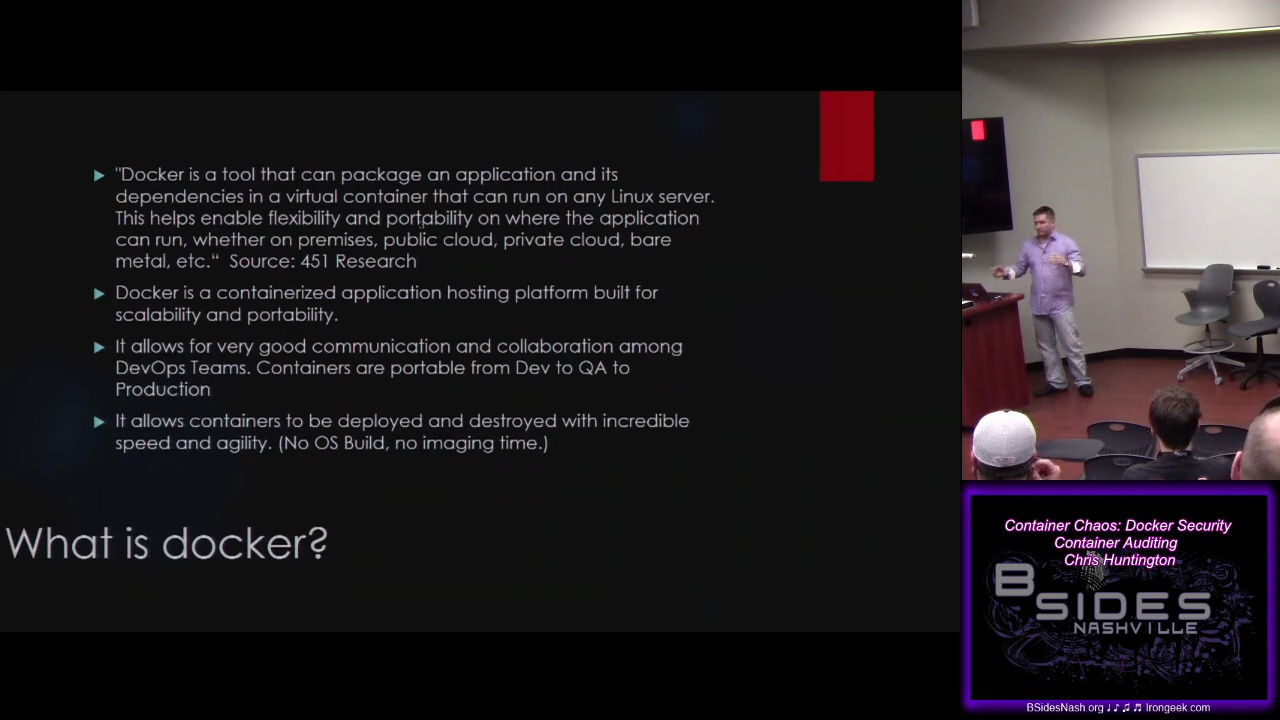 "Docker is a tool that can package an application and its
dependencies in a virtual container that can run on any Linux server.
This helps enable flexibility and portability on where the application
can run, whether on premises, public cloud, private cloud, bare
metal, etc.“  Source: 451 Research
Docker is a containerized application hosting platform built for
scalability and portability.
It allows for very good communication and collaboration among
DevOps Teams. Containers are portable from Dev to QA to
Production
It allows containers to be deployed and destroyed with incredible
speed and agility. (No OS Build, no imaging time.)
What is docker?
Container Chaos: Docker Security
Container Auditing
Chris Huntington
BSIDES
NASHVILLE
BSidesNash.org ♩ ♪ ♫ ♬ Irongeek.com